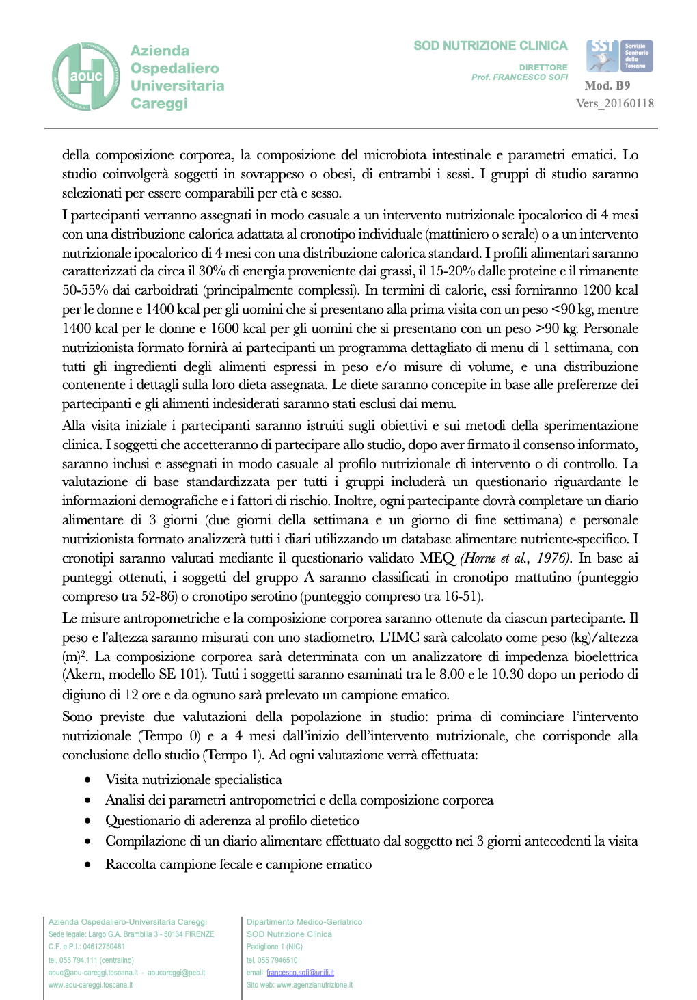 Azienda
Ospedaliero
Universitaria
Careggi
aouc
SOD NUTRIZIONE CLINICA
DIRETTORE
Prof. FRANCESCO SOFI
SST
Servizio
Sanitario
della
Toscana
Mod. B9
Vers_20160118
della composizione corporea, la composizione del microbiota intestinale e parametri ematici. Lo
studio coinvolgerà soggetti in sovrappeso o obesi, di entrambi i sessi. I gruppi di studio saranno
selezionati per essere comparabili per età e sesso.
I partecipanti verranno assegnati in modo casuale a un intervento nutrizionale ipocalorico di 4 mesi
con una distribuzione calorica adattata al cronotipo individuale (mattiniero o serale) o a un intervento
nutrizionale ipocalorico di 4 mesi con una distribuzione calorica standard. I profili alimentari saranno
caratterizzati da circa il 30% di energia proveniente dai grassi, il 15-20% dalle proteine e il rimanente
50-55% dai carboidrati (principalmente complessi). In termini di calorie, essi forniranno 1200 kcal
per le donne e 1400 kcal per gli uomini che si presentano alla prima visita con un peso <90 kg, mentre
1400 kcal per le donne e 1600 kcal per gli uomini che si presentano con un peso >90 kg. Personale
nutrizionista formato fornirà ai partecipanti un programma dettagliato di menu di 1 settimana, con
tutti gli ingredienti degli alimenti espressi in peso e/o misure di volume, e una distribuzione
contenente i dettagli sulla loro dieta assegnata. Le diete saranno concepite in base alle preferenze dei
partecipanti e gli alimenti indesiderati saranno stati esclusi dai menu.
Alla visita iniziale i partecipanti saranno istruiti sugli obiettivi e sui metodi della sperimentazione
clinica. I soggetti che accetteranno di partecipare allo studio, dopo aver firmato il consenso informato,
saranno inclusi e assegnati in modo casuale al profilo nutrizionale di intervento o di controllo. La
valutazione di base standardizzata per tutti i gruppi includerà un questionario riguardante le
informazioni demografiche e i fattori di rischio. Inoltre, ogni partecipante dovrà completare un diario
alimentare di 3 giorni (due giorni della settimana e un giorno di fine settimana) e personale
nutrizionista formato analizzerà tutti i diari utilizzando un database alimentare nutriente-specifico. I
cronotipi saranno valutati mediante il questionario validato MEQ (Horne et al., 1976). In base ai
punteggi ottenuti, i soggetti del gruppo A saranno classificati in cronotipo mattutino (punteggio
compreso tra 52-86) o cronotipo serotino (punteggio compreso tra 16-51).
Le misure antropometriche e la composizione corporea saranno ottenute da ciascun partecipante. Il
peso e l'altezza saranno misurati con uno stadiometro. L'IMC sarà calcolato come peso (kg)/altezza
(m)². La composizione corporea sarà determinata con un analizzatore di impedenza bioelettrica
(Akern, modello SE 101). Tutti i soggetti saranno esaminati tra le 8.00 e le 10.30 dopo un periodo di
digiuno di 12 ore e da ognuno sarà prelevato un campione ematico.
Sono previste due valutazioni della popolazione in studio: prima di cominciare l’intervento
nutrizionale (Tempo 0) e a 4 mesi dall’inizio dell’intervento nutrizionale, che corrisponde alla
conclusione dello studio (Tempo 1). Ad ogni valutazione verrà effettuata:
• Visita nutrizionale specialistica
• Analisi dei parametri antropometrici e della composizione corporea
• Questionario di aderenza al profilo dietetico
• Compilazione di un diario alimentare effettuato dal soggetto nei 3 giorni antecedenti la visita
• Raccolta campione fecale e campione ematico
Azienda Ospedaliero-Universitaria Careggi
Sede legale: Largo G.A. Brambilla 3 - 50134 FIRENZE
C.F. e P.I.: 04612750481
tel. 055 794.111 (centralino)
aouc@aou-careggi.toscana.it - aoucareggi@pec.it
www.aou-careggi.toscana.it
Dipartimento Medico-Geriatrico
SOD Nutrizione Clinica
Padiglione 1 (NIC)
tel. 055 7946510
email: francesco.sofi@unifi.it
Sito web: www.agenzianutrizione.it